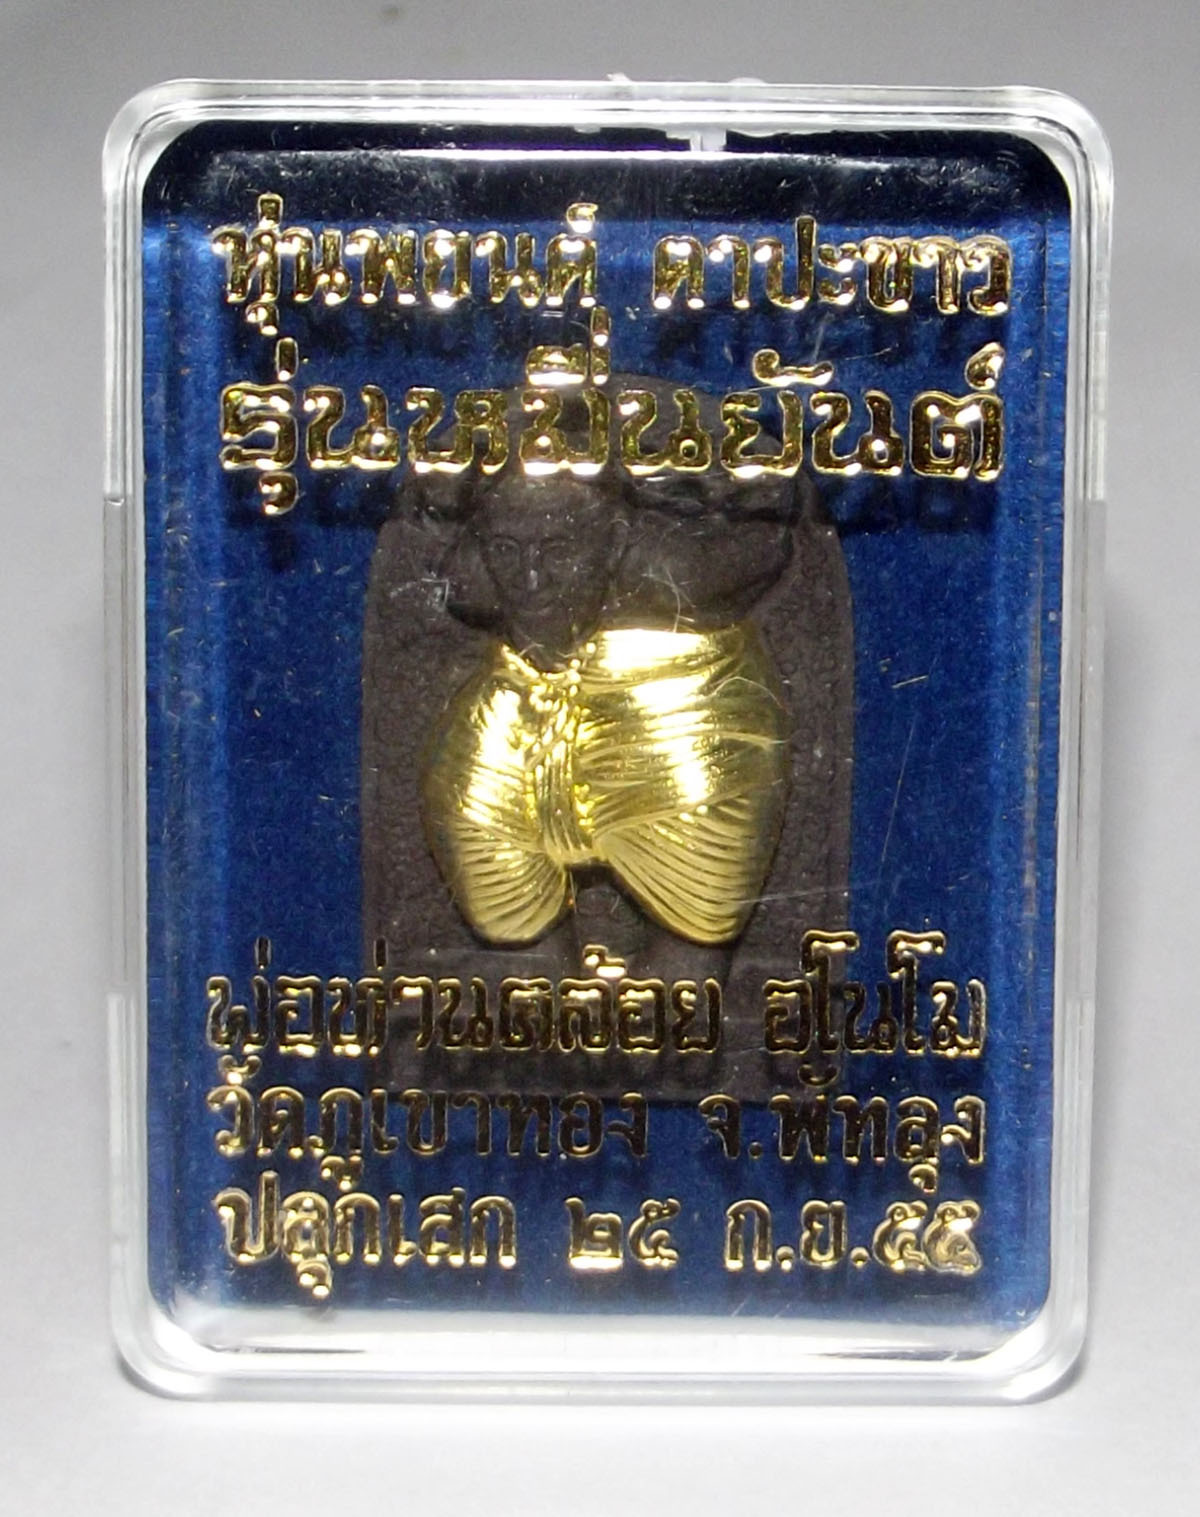 หุ่นพยนต์ ตาปะขาว
รุ่นหมื่นยันต์
พ่อท่านคล้อย อโนโม
วัดภูเขาทอง จ.พัทลุง
ปลุกเสก ๒๕ ก.ย.๕๕